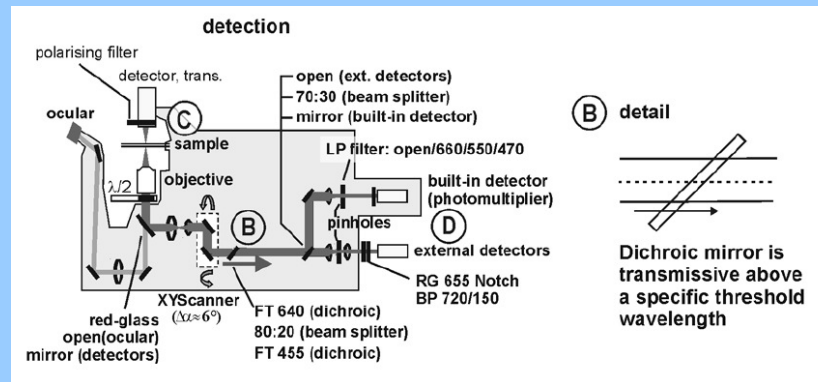 detection
polarising filter
detector, trans.
ocular
C
sample
λ/2
objective
open (ext. detectors)
70:30 (beam splitter)
mirror (built-in detector)
LP filter: open/660/550/470
built-in detector
(photomultiplier)
pinholes
D
external detectors
B
RG 655 Notch
BP 720/150
XYScanner
(Δα≈6°)
FT 640 (dichroic)
80:20 (beam splitter)
FT 455 (dichroic)
red-glass
open(ocular)
mirror (detectors)
B detail
Dichroic mirror is
transmissive above
a specific threshold
wavelength